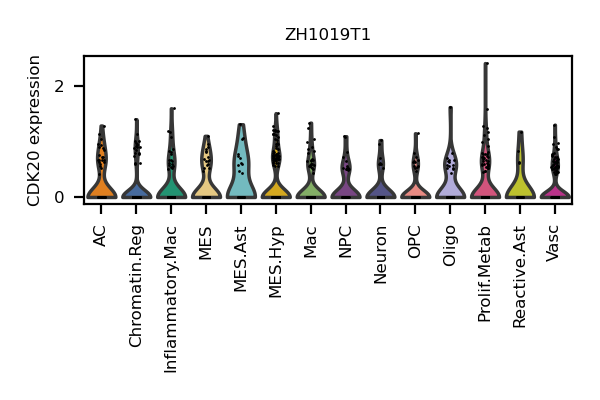 ZH1019T1
CDK20 expression
2
0
AC
Chromatin.Reg
Inflammatory.Mac
MES
MES.Ast
MES.Hyp
Mac
NPC
Neuron
OPC
Oligo
Prolif.Metab
Reactive.Ast
Vasc